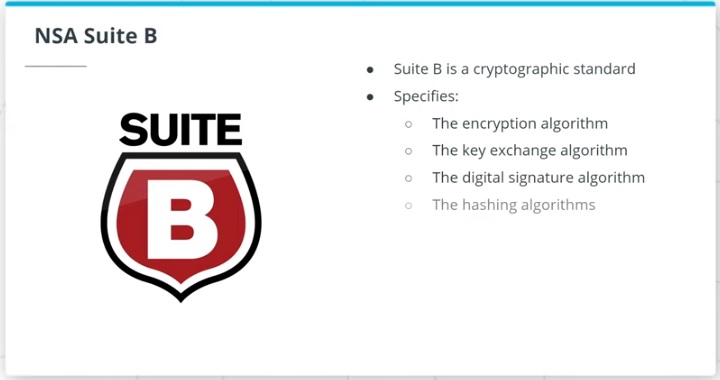 NSA Suite B
SUITE
B
● Suite B is a cryptographic standard
● Specifies:
○ The encryption algorithm
○ The key exchange algorithm
○ The digital signature algorithm
○ The hashing algorithms